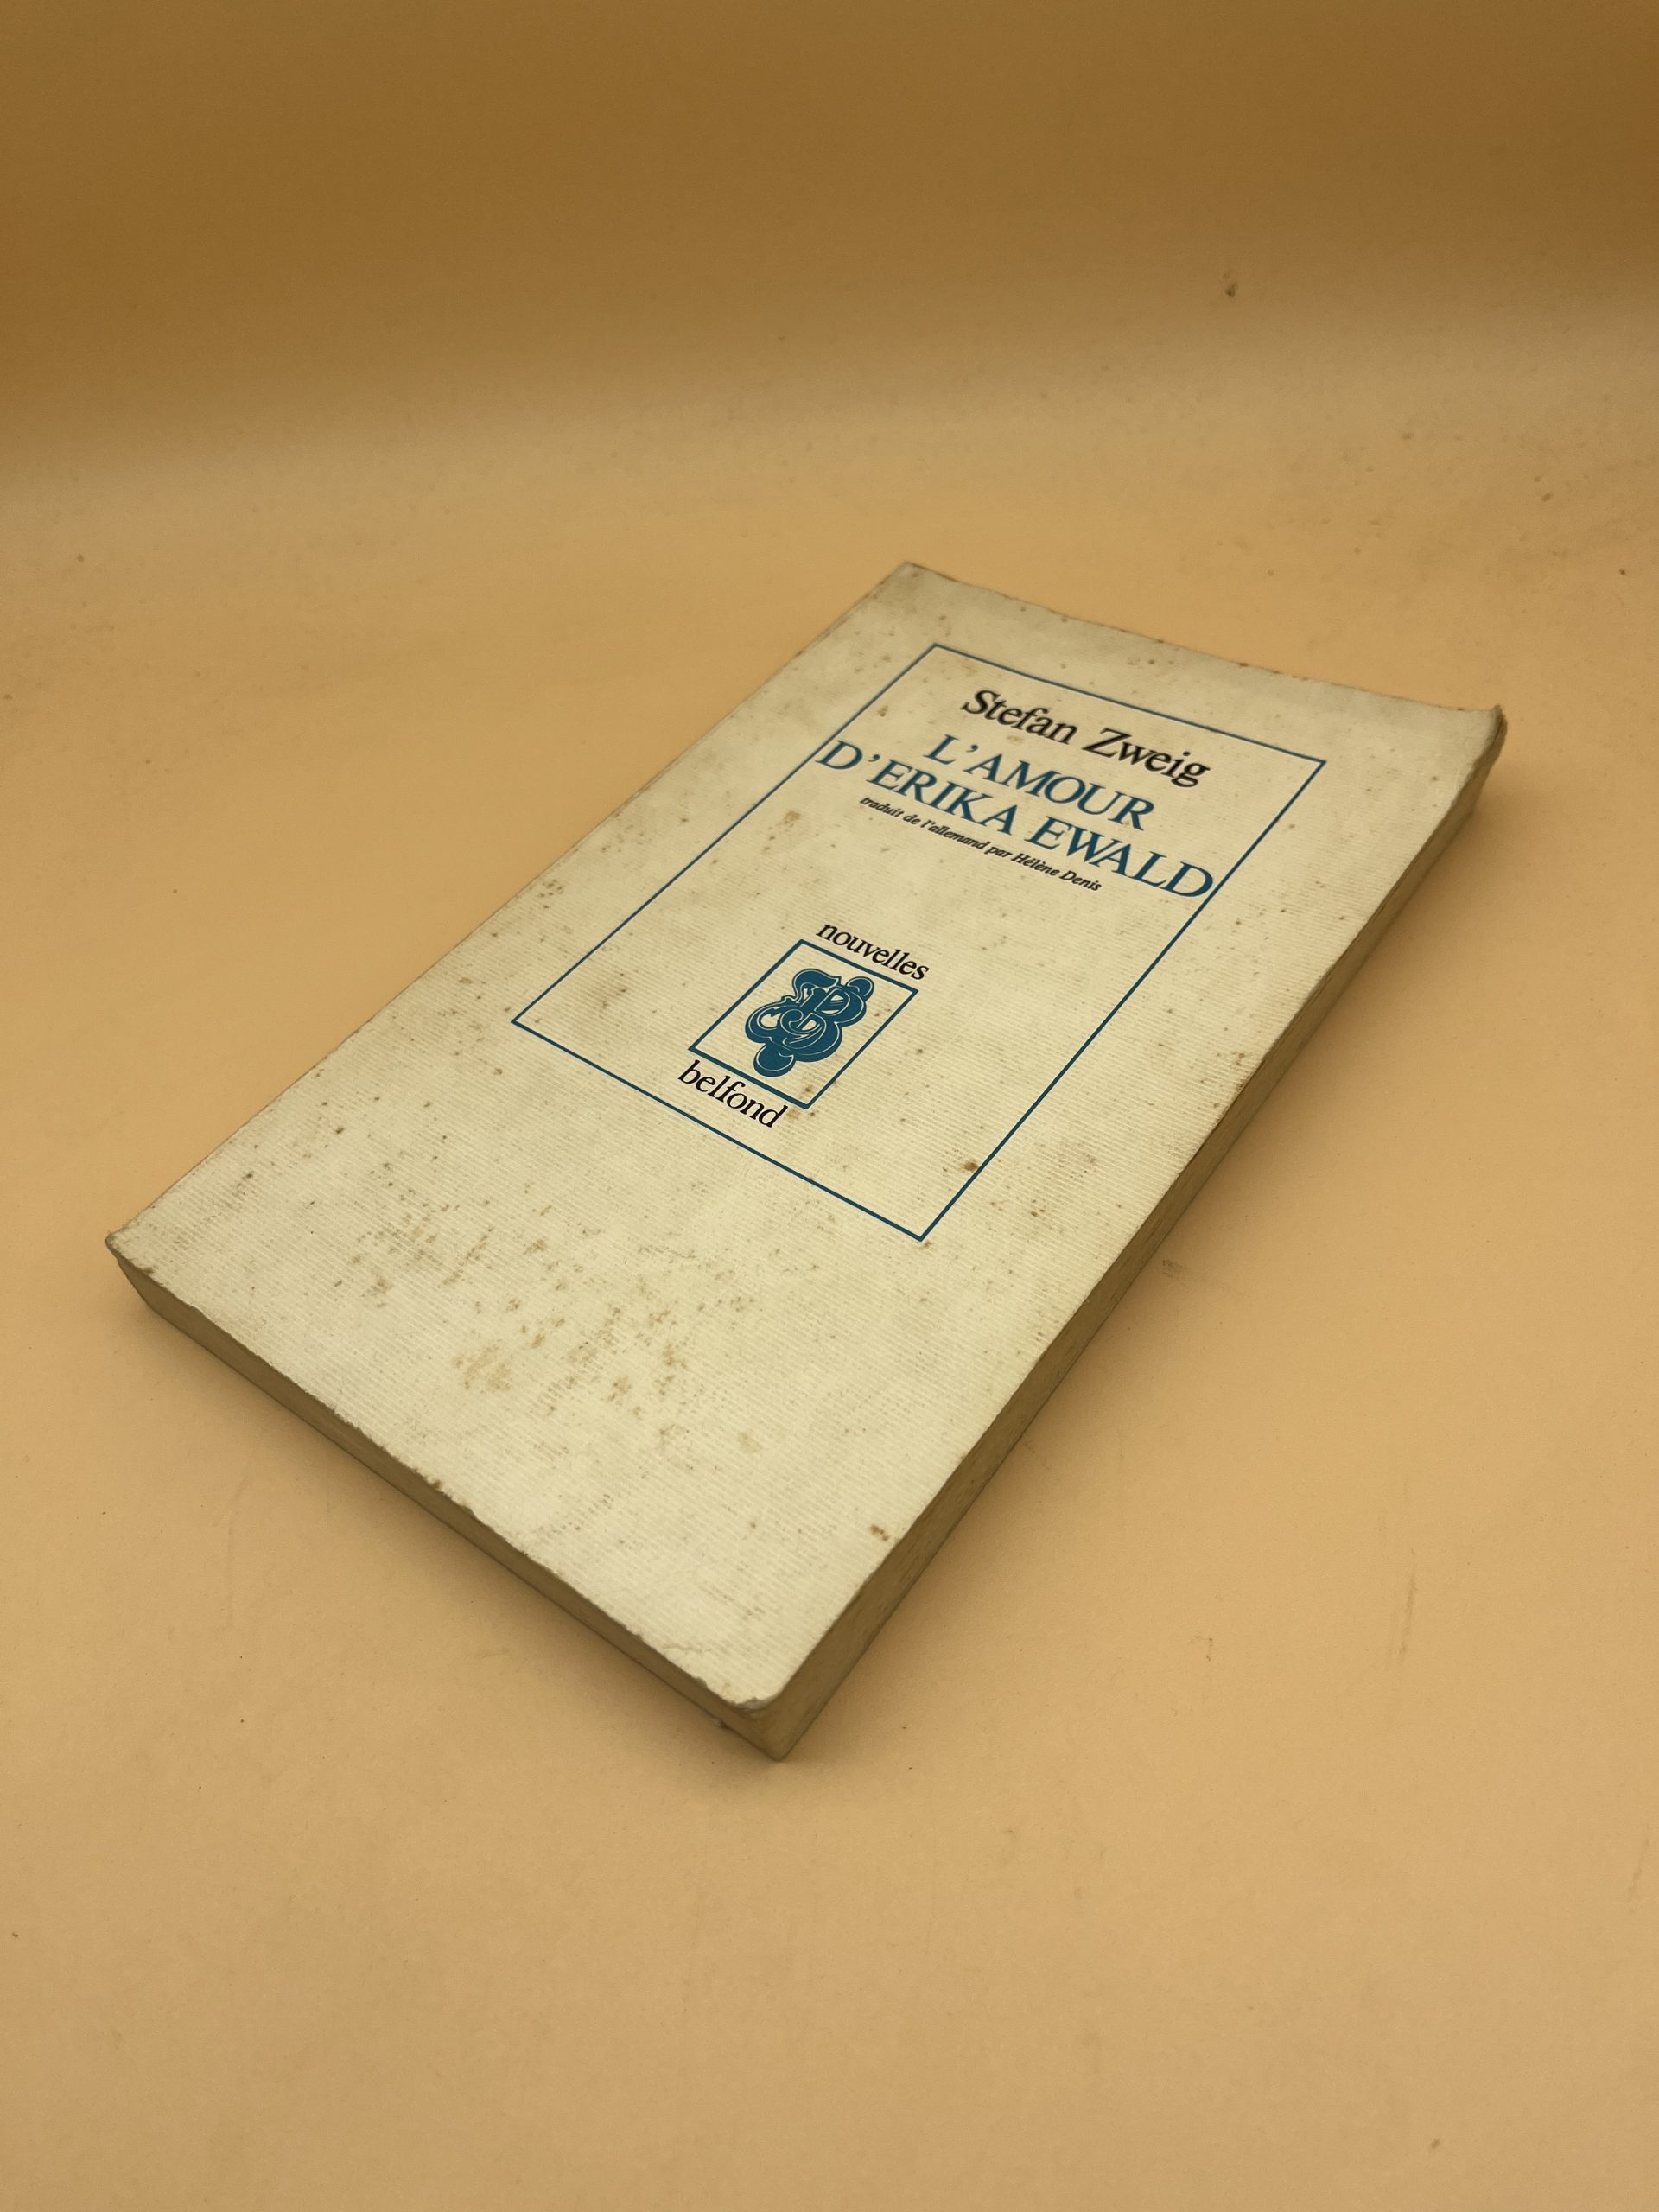 Stefan Zweig
L'AMOUR
D'ERIKA EWALD
traduit de l'allemand par Hélène Denis
nouvelles
belfond